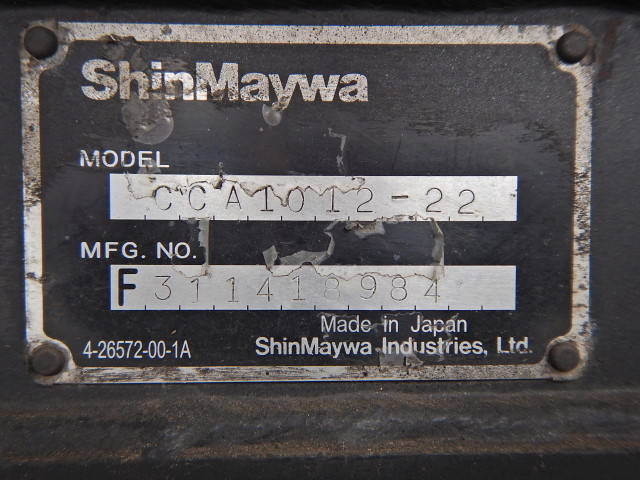 ShinMaywa
MODEL
CCA1012-22
MFG. NO.
F 311418984
Made in Japan
4-26572-00-1A ShinMaywa Industries, Ltd.